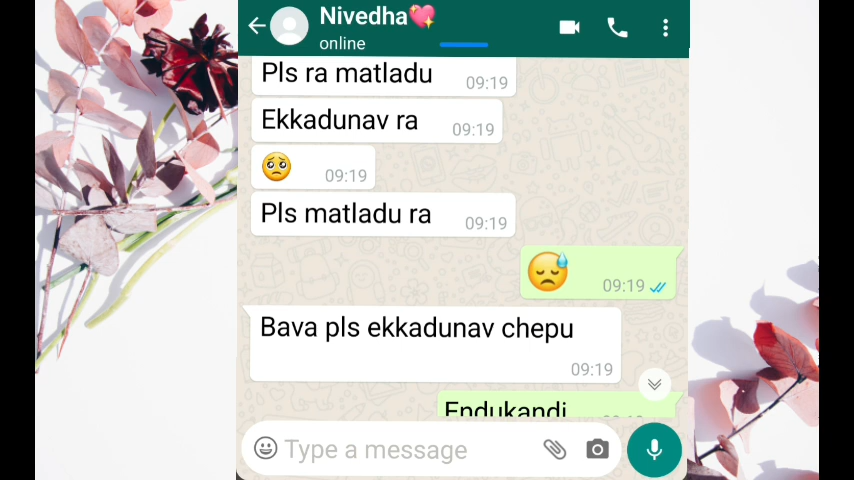 Nivedha💖
online
Pls ra matladu 09:19
Ekkadunav ra 09:19
🥺 09:19
Pls matladu ra 09:19
😓 09:19
Bava pls ekkadunav chepu
09:19
Endukandi
Type a message